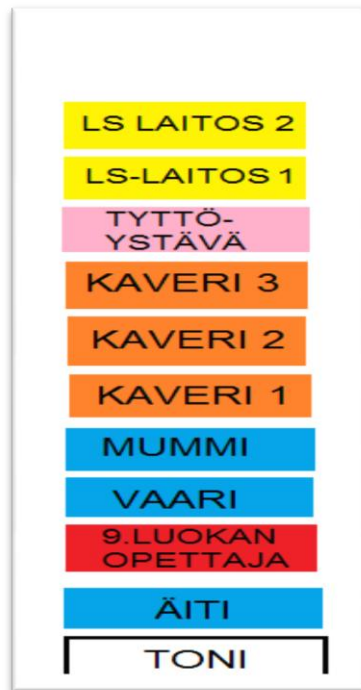 LS LAITOS 2
LS-LAITOS 1
TYTTÖ-
YSTÄVÄ
KAVERI 3
KAVERI 2
KAVERI 1
MUMMI
VAARI
9.LUOKAN
OPETTAJA
ÄITI
TONI